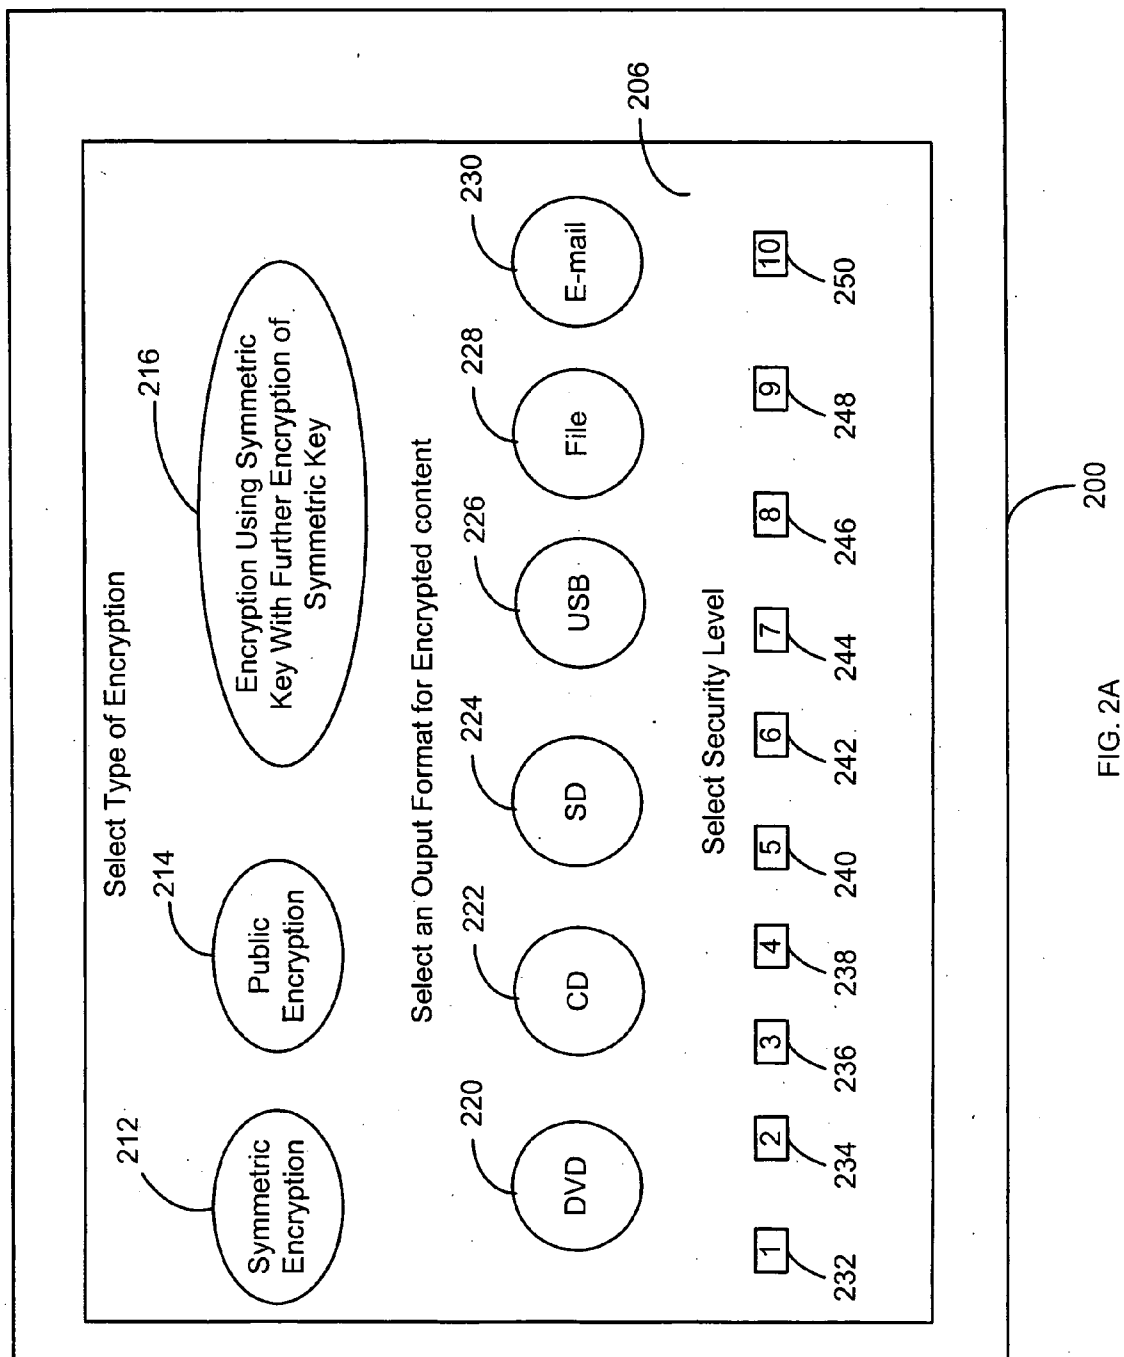 Select Type of Encryption
212
214
216
Symmetric
Encryption
Public
Encryption
Encryption Using Symmetric
Key With Further Encryption of
Symmetric Key
Select an Ouput Format for Encrypted content
220
222
224
226
228
230
DVD
CD
SD
USB
File
E-mail
206
Select Security Level
1
2
3
4
5
6
7
8
9
10
232
234
236
238
240
242
244
246
248
250
200
FIG. 2A